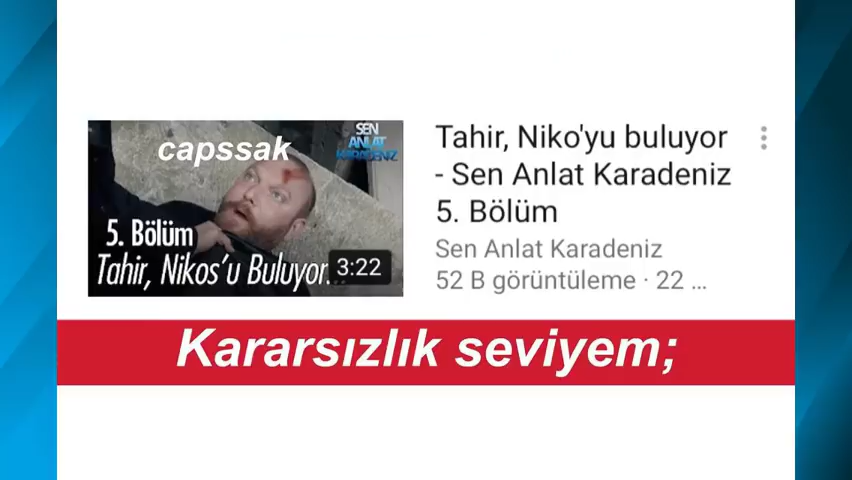 capssak
SEN
ANLAT
KARADENİZ
5. Bölüm
Tahir, Nikos'u Buluyor...
3:22
Tahir, Niko'yu buluyor
- Sen Anlat Karadeniz
5. Bölüm
Sen Anlat Karadeniz
52 B görüntüleme · 22 ...
Kararsızlık seviyem;